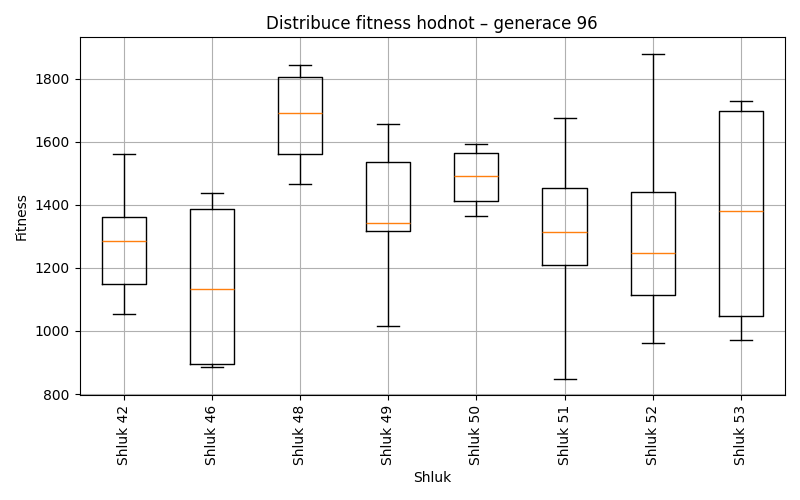 Distribuce fitness hodnot – generace 96
Fitness
1800
1600
1400
1200
1000
800
Shluk 42
Shluk 46
Shluk 48
Shluk 49
Shluk 50
Shluk 51
Shluk 52
Shluk 53
Shluk